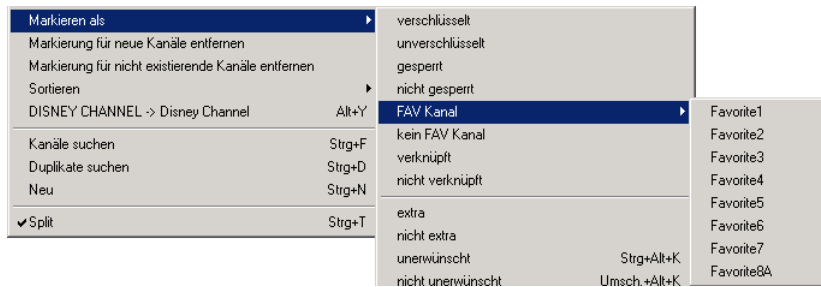 Markieren als
Markierung für neue Kanäle entfernen
Markierung für nicht existierende Kanäle entfernen
Sortieren
DISNEY CHANNEL -> Disney Channel Alt+Y
Kanäle suchen Strg+F
Duplikate suchen Strg+D
Neu Strg+N
Split Strg+T
verschlüsselt
unverschlüsselt
gesperrt
nicht gesperrt
FAV Kanal
kein FAV Kanal
verknüpft
nicht verknüpft
extra
nicht extra
unerwünscht Strg+Alt+K
nicht unerwünscht Umsch.+Alt+K
Favorite1
Favorite2
Favorite3
Favorite4
Favorite5
Favorite6
Favorite7
Favorite8A